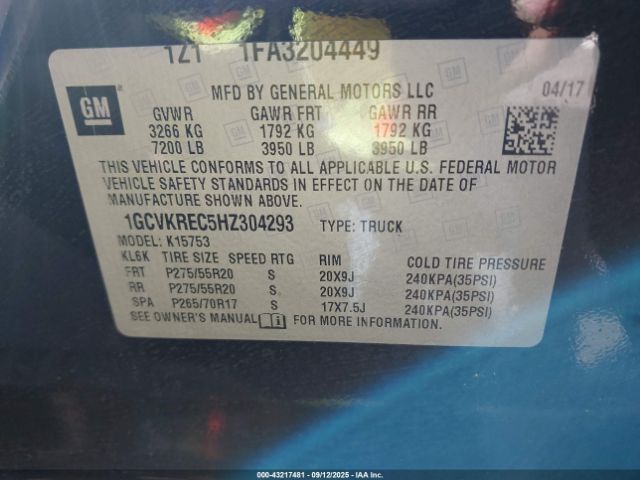 1Z1 1FA3204449
GM
MFD BY GENERAL MOTORS LLC 04/17
GVWR GAWR FRT GAWR RR
3266 KG 1792 KG 1792 KG
7200 LB 3950 LB 3950 LB
THIS VEHICLE CONFORMS TO ALL APPLICABLE U.S. FEDERAL MOTOR
VEHICLE SAFETY STANDARDS IN EFFECT ON THE DATE OF
MANUFACTURE SHOWN ABOVE.
1GCVKREC5HZ304293 TYPE: TRUCK
MODEL: K15753
KL6K TIRE SIZE SPEED RTG RIM COLD TIRE PRESSURE
FRT P275/55R20 S 20X9J 240KPA(35PSI)
RR P275/55R20 S 20X9J 240KPA(35PSI)
SPA P265/70R17 S 17X7.5J 240KPA(35PSI)
SEE OWNER'S MANUAL FOR MORE INFORMATION.
© - 43217481 - 09/12/2025 - IAA, Inc.